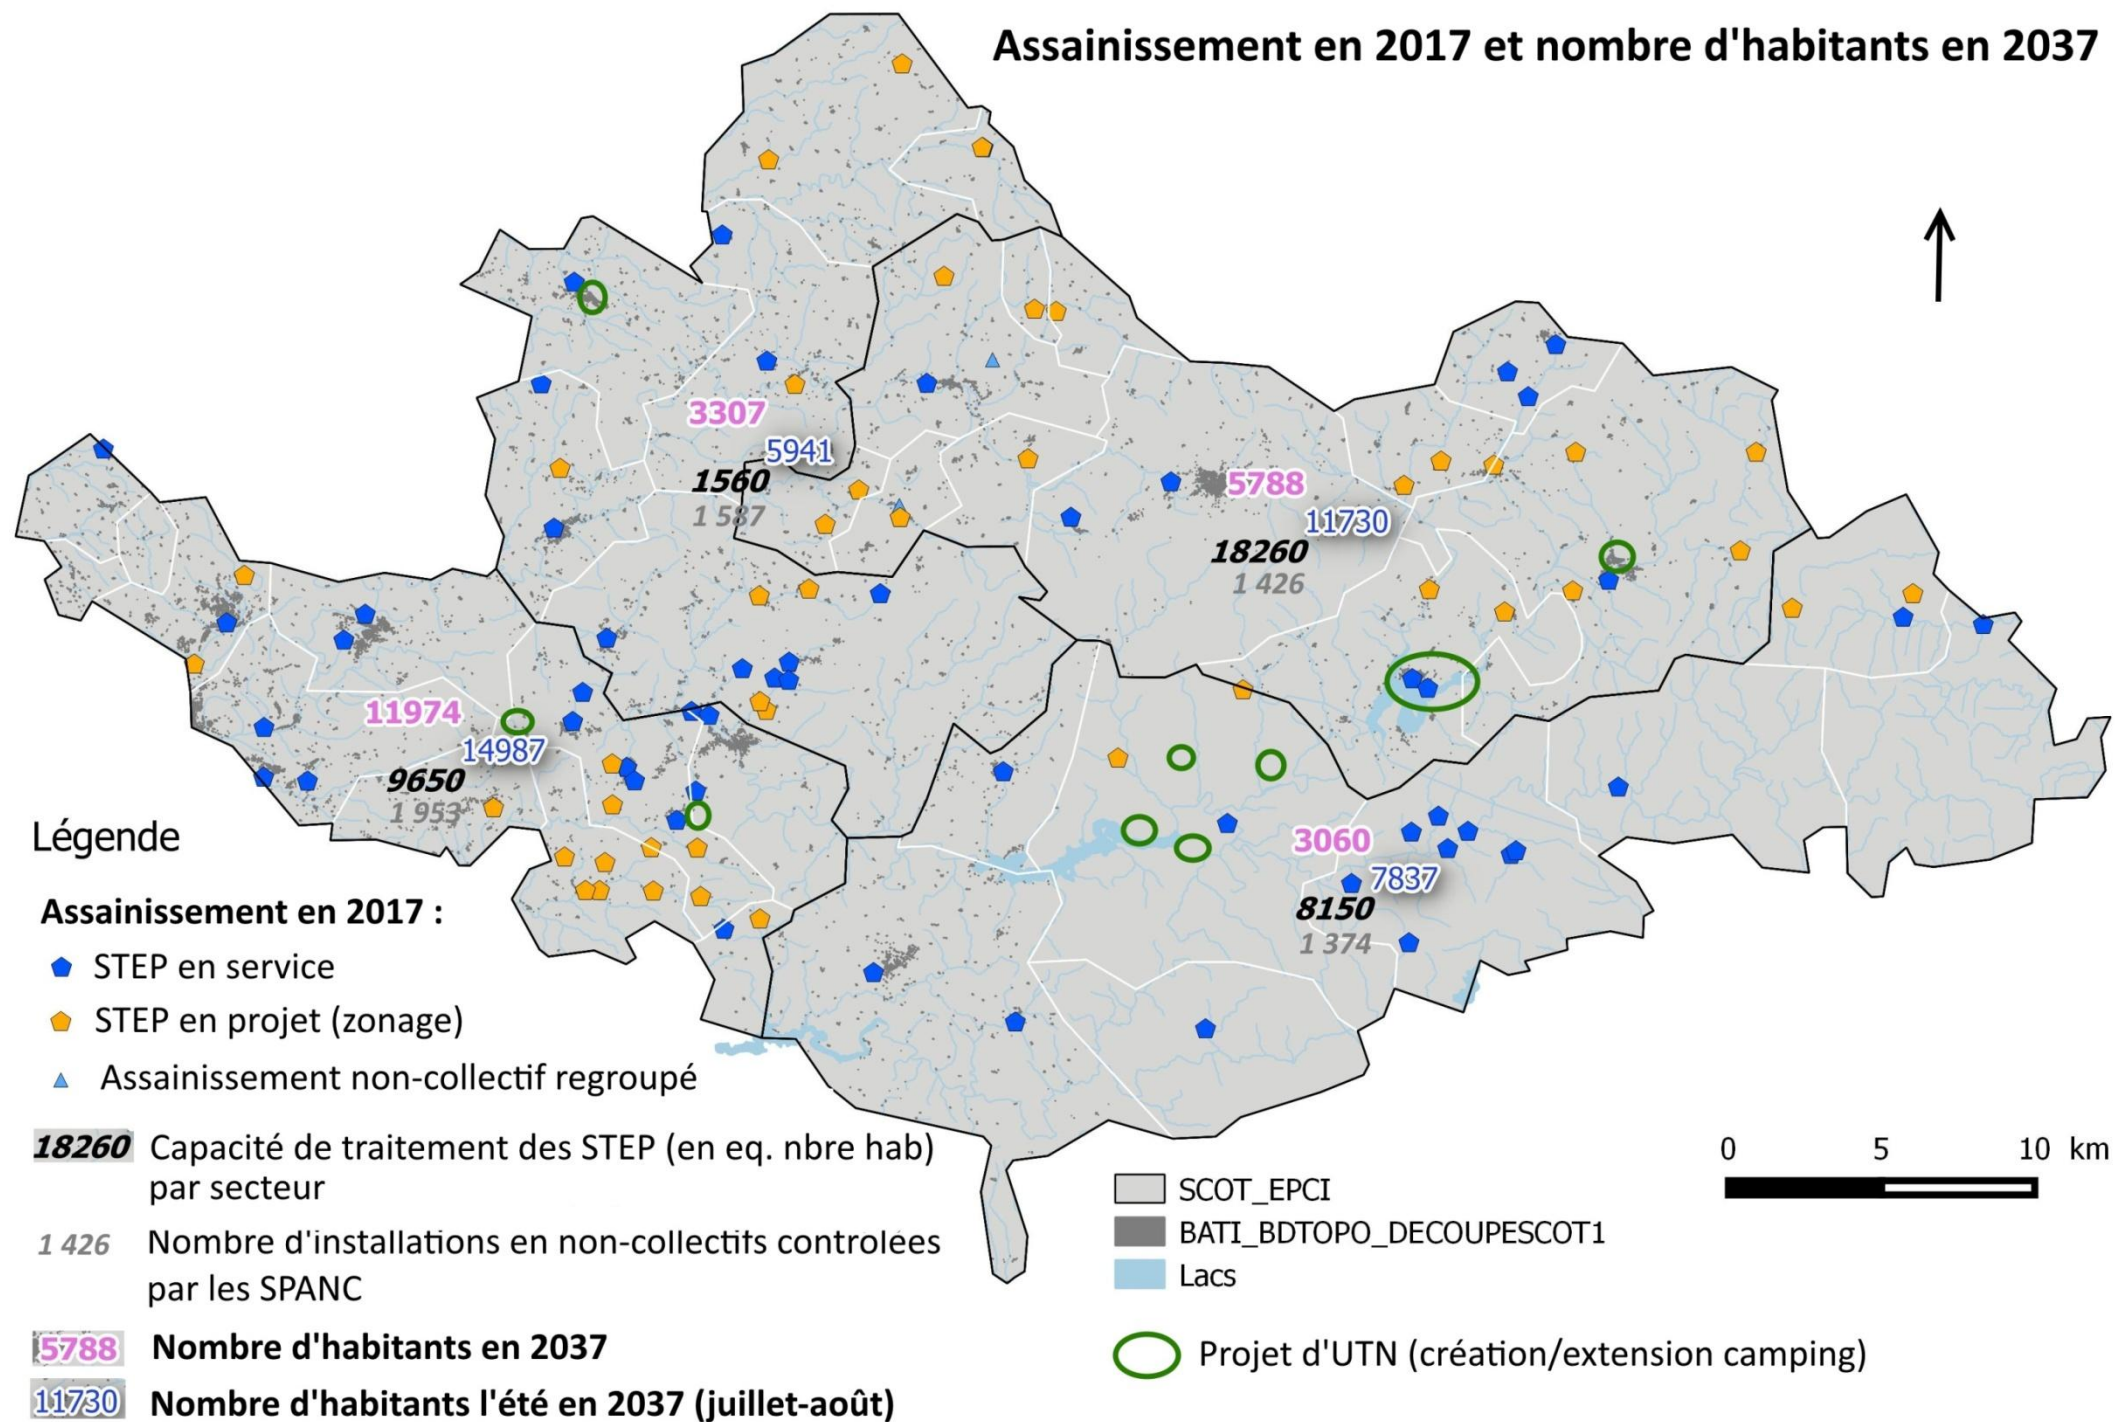 Assainissement en 2017 et nombre d'habitants en 2037
3307
5941
1560
1 587
5788
11730
18260
1 426
11974
14987
9650
1 953
3060
7837
8150
1 374
Légende
Assainissement en 2017 :
STEP en service
STEP en projet (zonage)
Assainissement non-collectif regroupé
18260 Capacité de traitement des STEP (en eq. nbre hab)
par secteur
1 426 Nombre d'installations en non-collectifs controlées
par les SPANC
5788 Nombre d'habitants en 2037
11730 Nombre d'habitants l'été en 2037 (juillet-août)
SCOT_EPCI
BATI_BDTOPO_DECOUPESCOT1
Lacs
Projet d'UTN (création/extension camping)
0 5 10 km